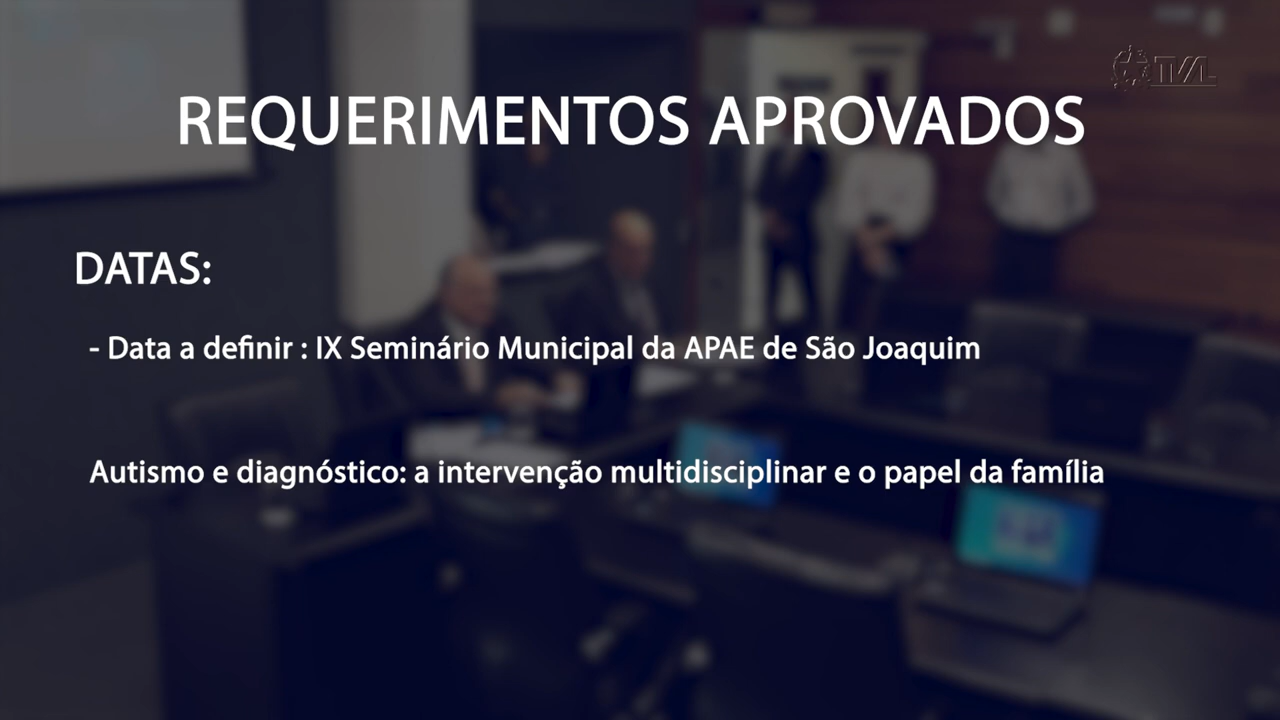 TVAL
REQUERIMENTOS APROVADOS
DATAS:
- Data a definir : IX Seminário Municipal da APAE de São Joaquim
Autismo e diagnóstico: a intervenção multidisciplinar e o papel da família